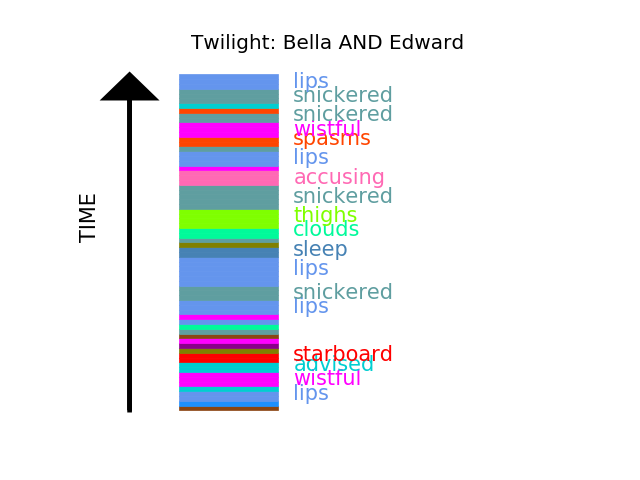 Twilight: Bella AND Edward
TIME
lips
snickered
snickered
wistful
spasms
lips
accusing
snickered
thighs
clouds
sleep
lips
snickered
lips
starboard
advised
wistful
lips